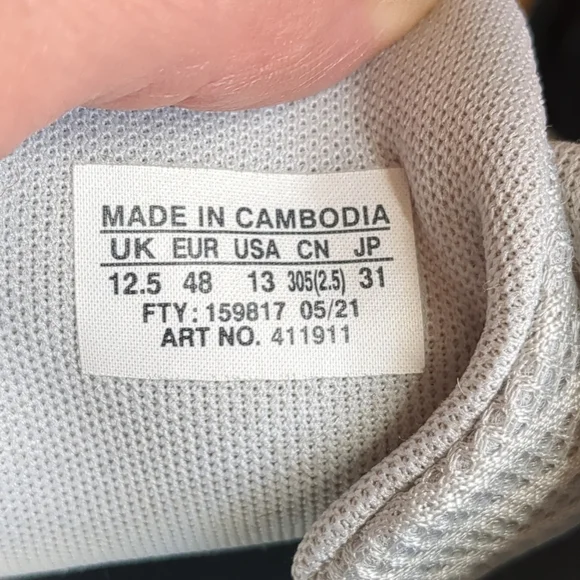 MADE IN CAMBODIA
UK EUR USA CN JP
12.5 48 13 305(2.5) 31
FTY: 159817 05/21
ART NO. 411911